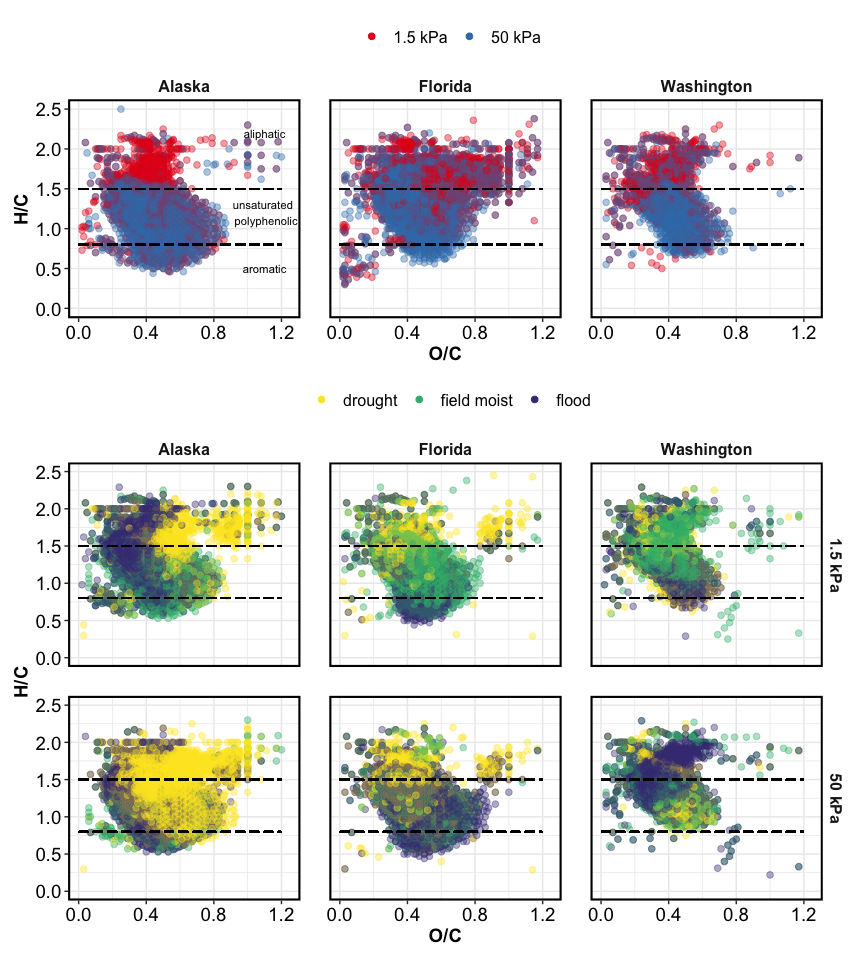 1.5 kPa 50 kPa
Alaska Florida Washington
2.5
2.0
1.5
1.0
0.5
0.0
H/C
aliphatic
unsaturated
polyphenolic
aromatic
0.0 0.4 0.8 1.2 0.0 0.4 0.8 1.2 0.0 0.4 0.8 1.2
O/C
drought field moist flood
Alaska Florida Washington
2.5
2.0
1.5
1.0
0.5
0.0
1.5 kPa
H/C
2.5
2.0
1.5
1.0
0.5
0.0
50 kPa
0.0 0.4 0.8 1.2 0.0 0.4 0.8 1.2 0.0 0.4 0.8 1.2
O/C